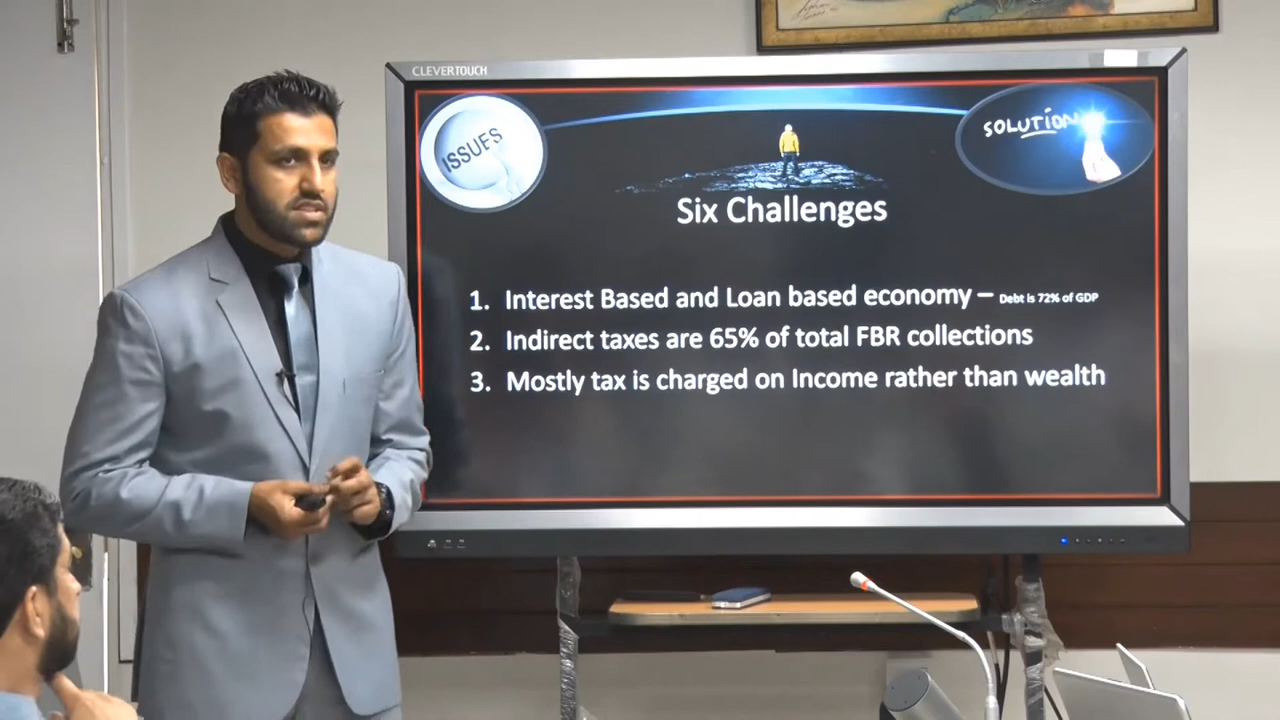 CLEVERTOUCH
ISSUES
SOLUTION
Six Challenges
1. Interest Based and Loan based economy – Debt is 72% of GDP
2. Indirect taxes are 65% of total FBR collections
3. Mostly tax is charged on Income rather than wealth